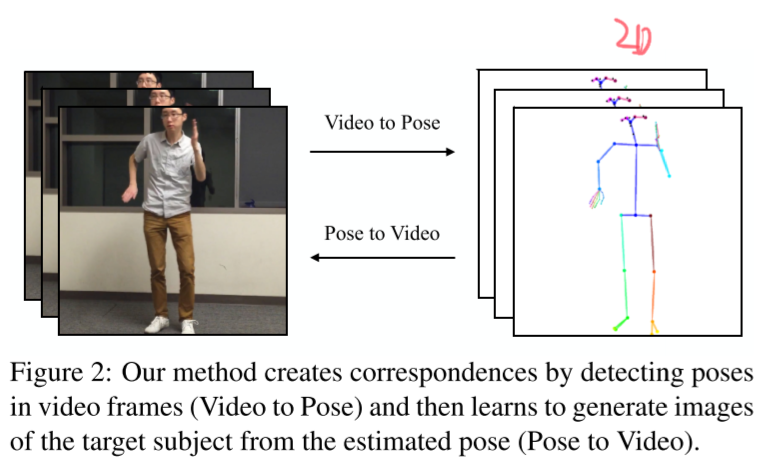 2D
Video to Pose
Pose to Video
Figure 2: Our method creates correspondences by detecting poses
in video frames (Video to Pose) and then learns to generate images
of the target subject from the estimated pose (Pose to Video).